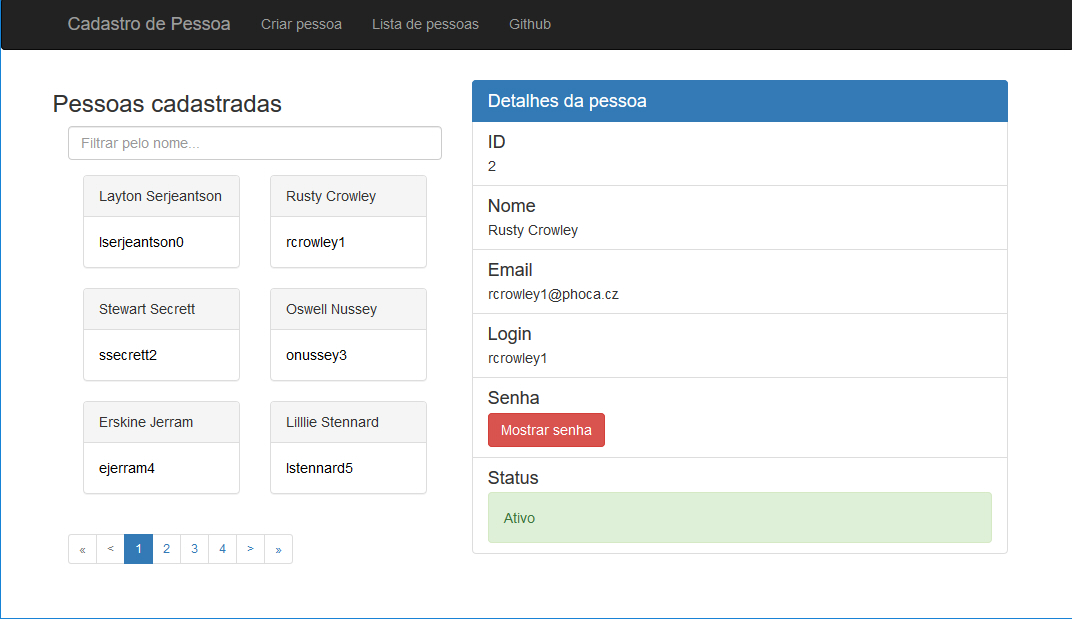 Cadastro de Pessoa Criar pessoa Lista de pessoas Github
Pessoas cadastradas
Filtrar pelo nome...
Layton Serjeantson Rusty Crowley
lserjeantson0 rcrowley1
Stewart Secrett Oswell Nussey
ssecrett2 onussey3
Erskine Jerram Lilllie Stennard
ejerram4 lstennard5
« < 1 2 3 4 > »
Detalhes da pessoa
ID
2
Nome
Rusty Crowley
Email
rcrowley1@phoca.cz
Login
rcrowley1
Senha
Mostrar senha
Status
Ativo